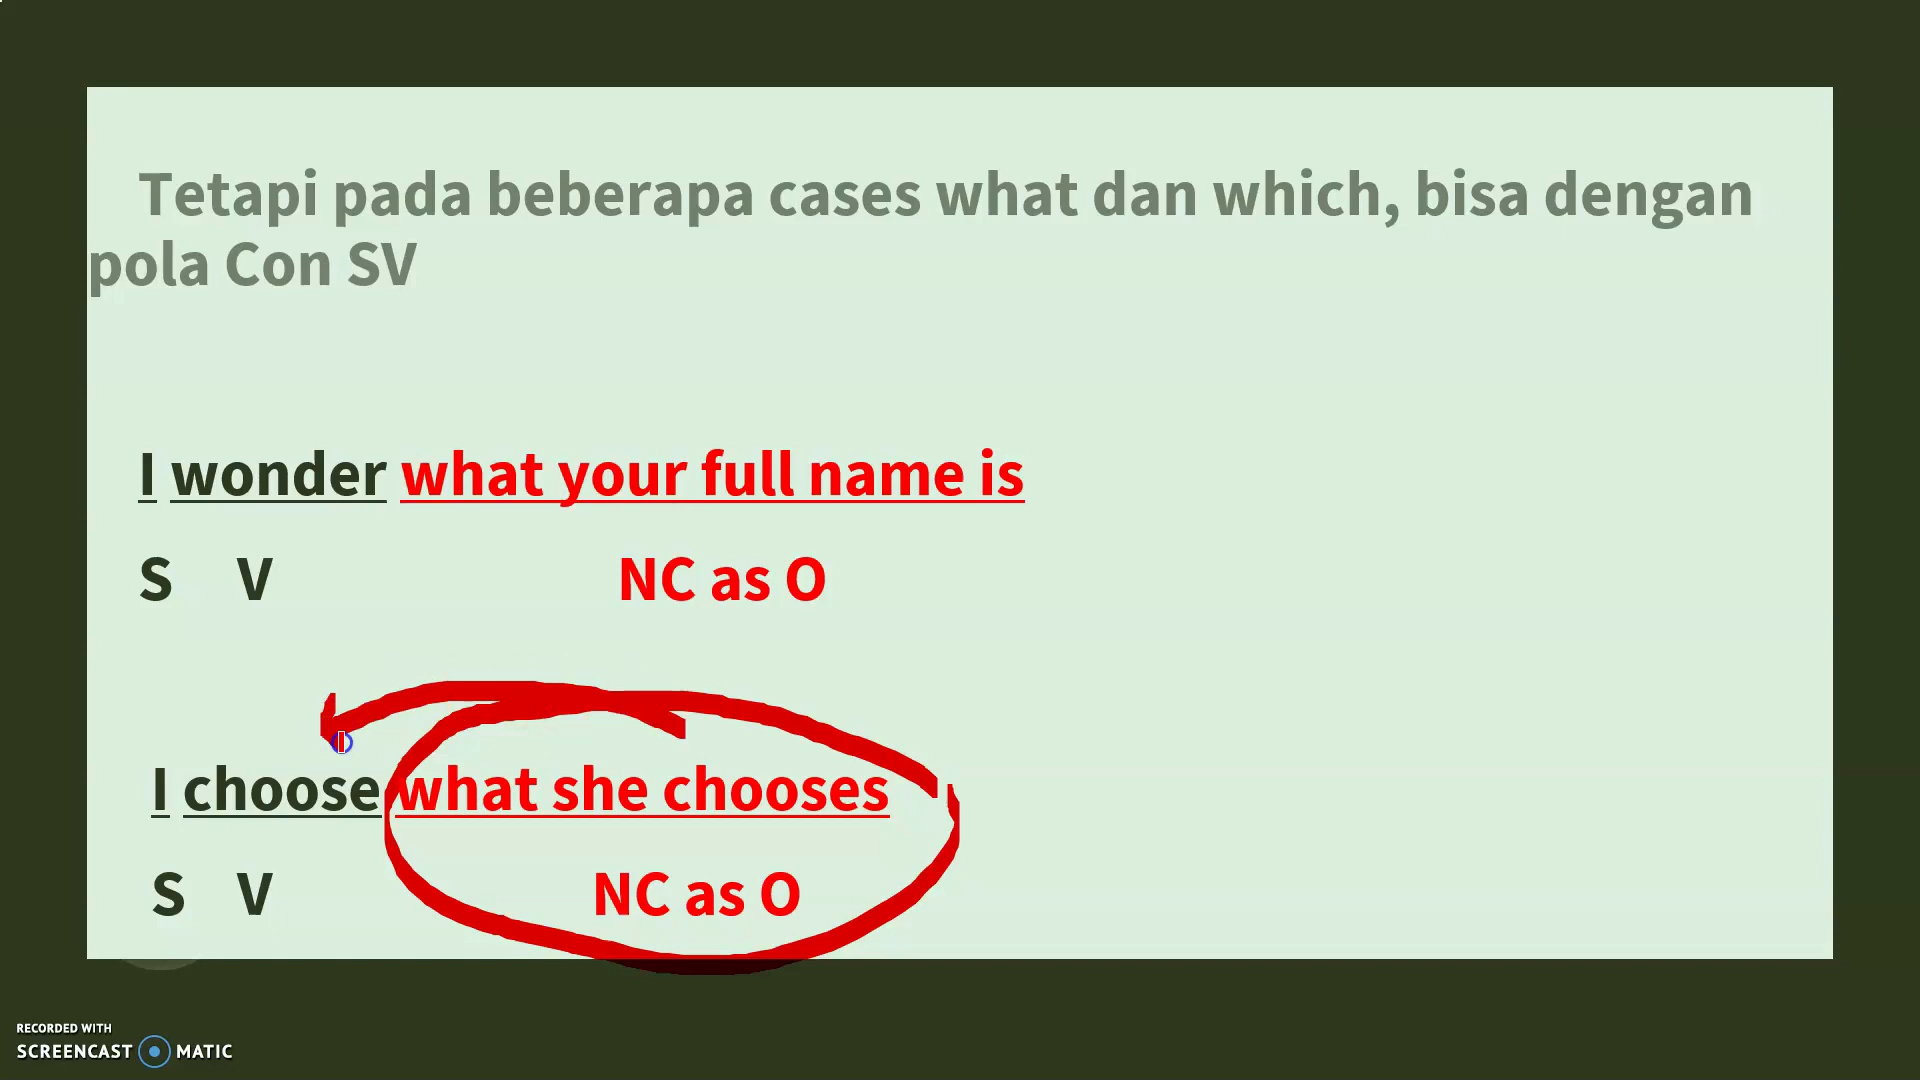 Tetapi pada beberapa cases what dan which, bisa dengan
pola Con SV
I wonder what your full name is
S V NC as O
I choose what she chooses
S V NC as O
RECORDED WITH
SCREENCAST MATIC